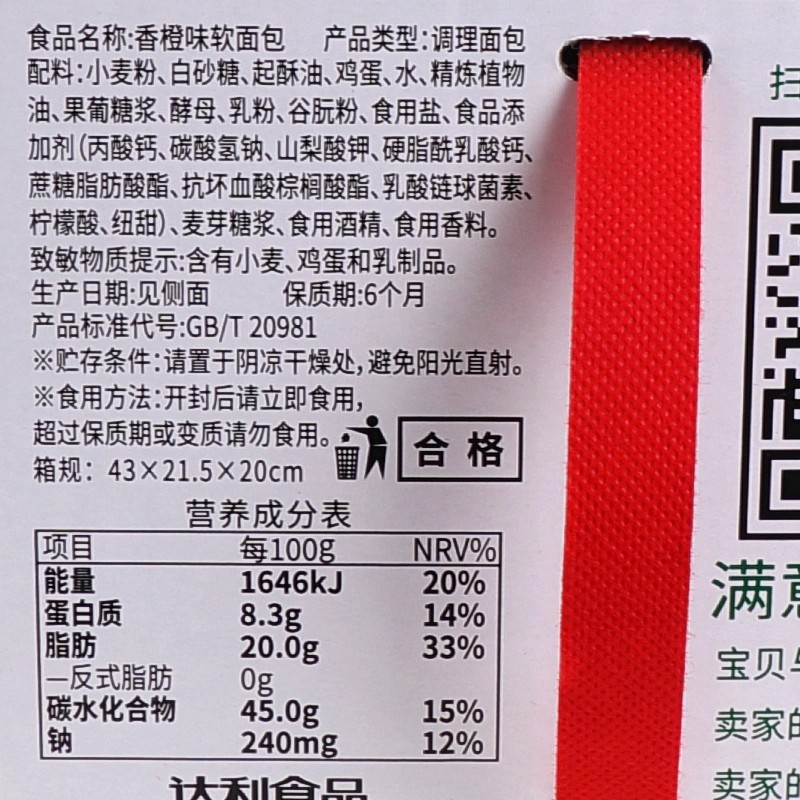 食品名称:香橙味软面包 产品类型:调理面包
配料:小麦粉、白砂糖、起酥油、鸡蛋、水、精炼植物
油、果葡糖浆、酵母、乳粉、谷朊粉、食用盐、食品添
加剂(丙酸钙、碳酸氢钠、山梨酸钾、硬脂酰乳酸钙、
蔗糖脂肪酸酯、抗坏血酸棕榈酸酯、乳酸链球菌素、
柠檬酸、纽甜)、麦芽糖浆、食用酒精、食用香料。
致敏物质提示:含有小麦、鸡蛋和乳制品。
生产日期:见侧面 保质期:6个月
产品标准代号:GB/T 20981
※贮存条件:请置于阴凉干燥处,避免阳光直射。
※食用方法:开封后请立即食用,
超过保质期或变质请勿食用。
合格
箱规: 43×21.5×20cm
营养成分表
项目 每100g NRV%
能量 1646kJ 20%
蛋白质 8.3g 14%
脂肪 20.0g 33%
—反式脂肪 0g
碳水化合物 45.0g 15%
钠 240mg 12%
达利食品
扫
满意
宝贝与
卖家的
卖家的